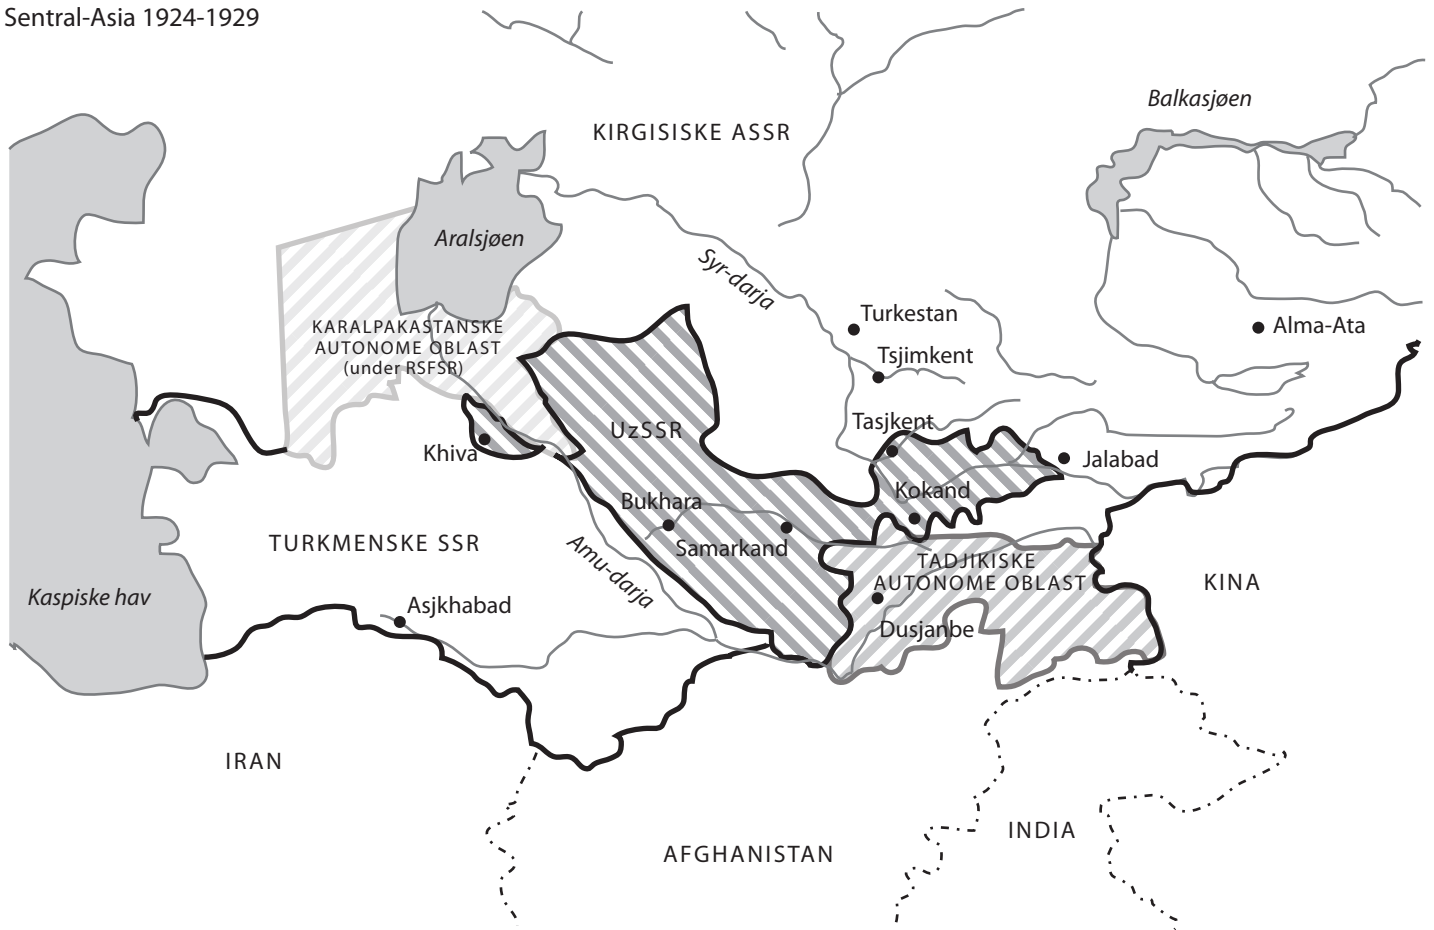 Sentral-Asia 1924-1929
Balkasjøen
KIRGISISKE ASSR
Aralsjøen
Syr-darja
Turkestan
Alma-Ata
KARALPAKASTANSKE
AUTONOME OBLAST
(under RSFSR)
Tsjimkent
Tasjkent
UzSSR
Khiva
Jalabad
Kokand
Bukhara
Samarkand
TURKMENSKE SSR
Amu-darja
TADJIKISKE
AUTONOME OBLAST
KINA
Kaspiske hav
Asjkhabad
Dusjanbe
IRAN
INDIA
AFGHANISTAN